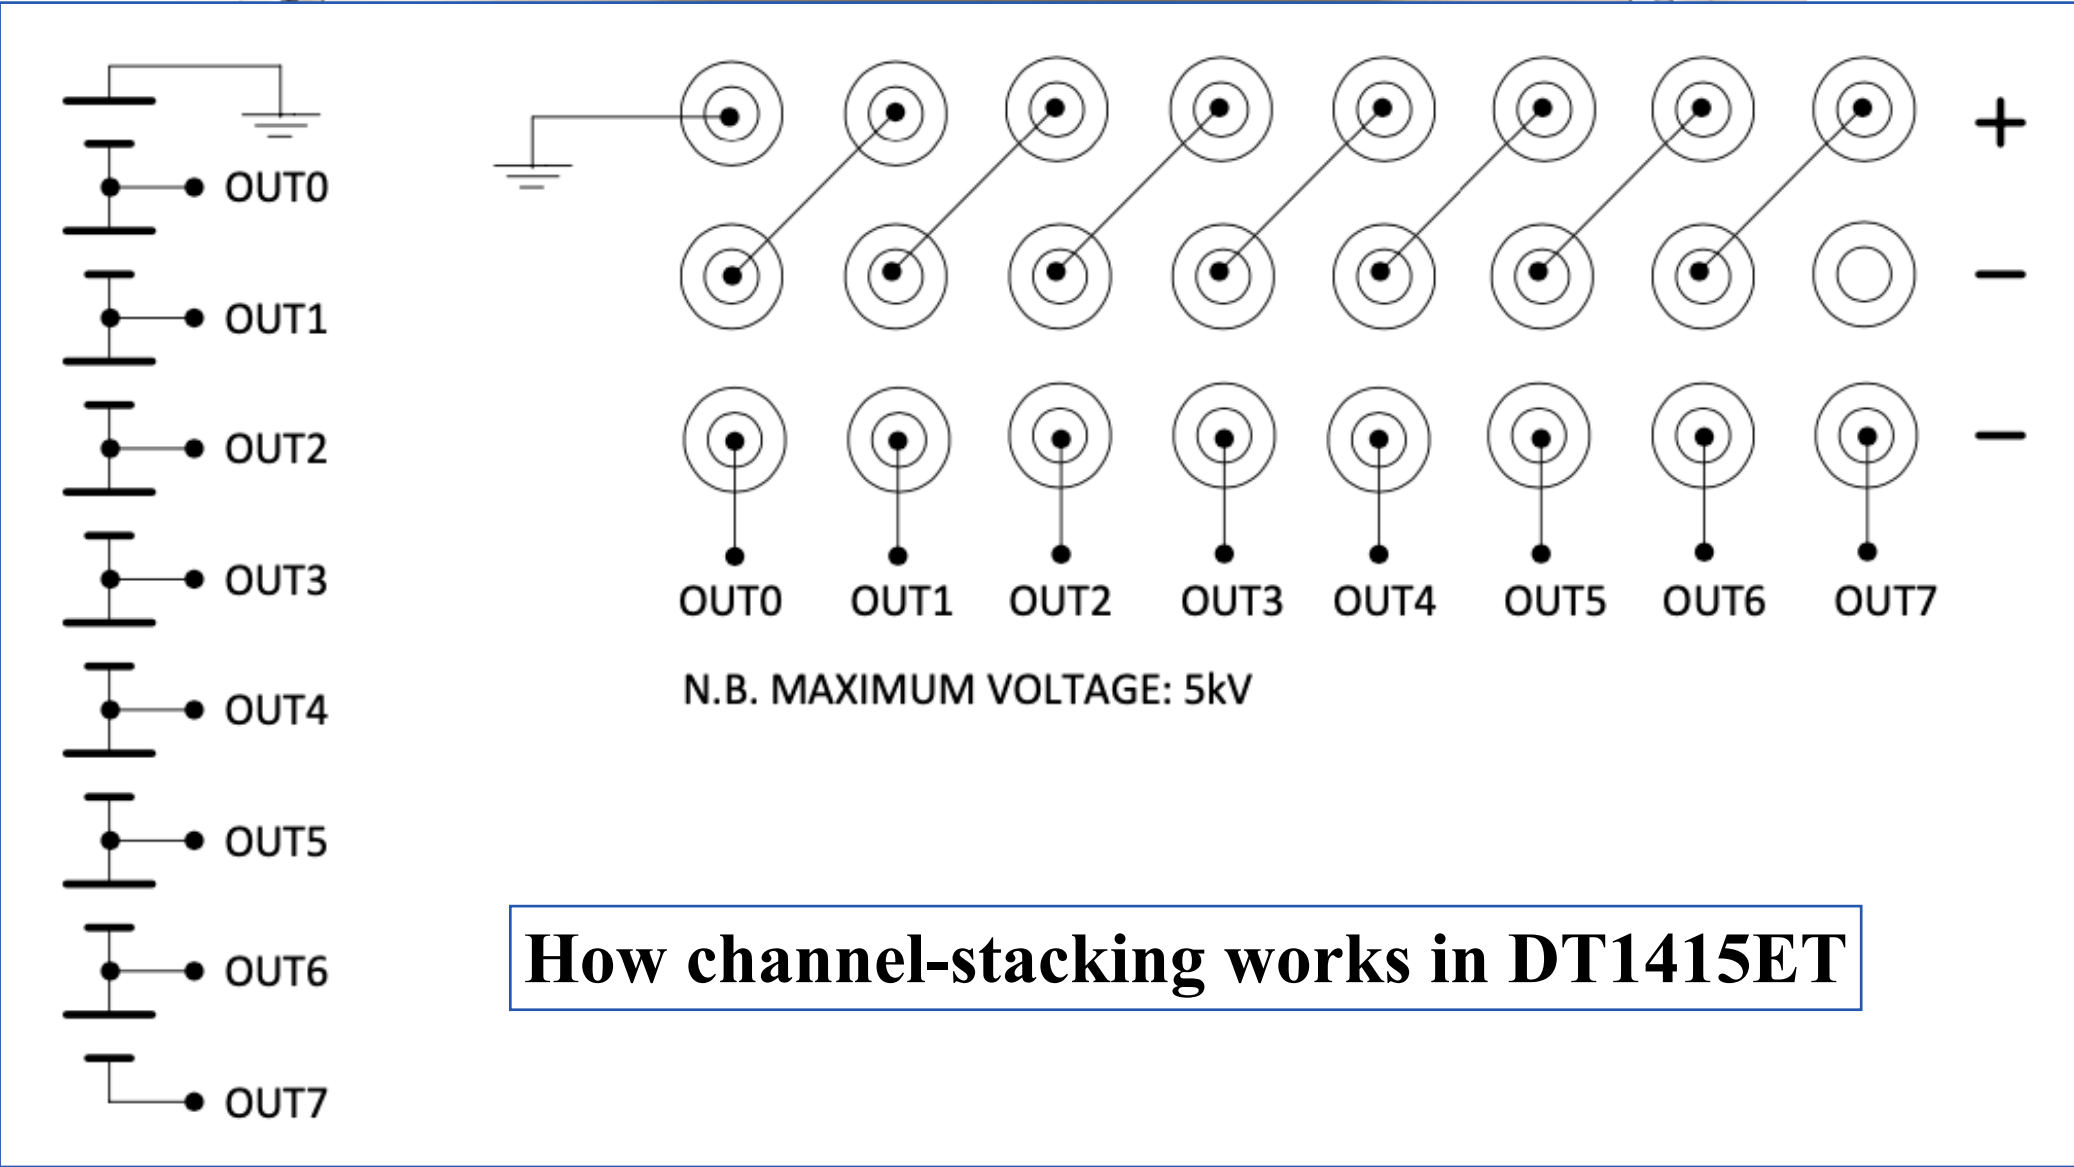 OUT0
OUT1
OUT2
OUT3
OUT4
OUT5
OUT6
OUT7
+
−
−
OUT0 OUT1 OUT2 OUT3 OUT4 OUT5 OUT6 OUT7
N.B. MAXIMUM VOLTAGE: 5kV
How channel-stacking works in DT1415ET